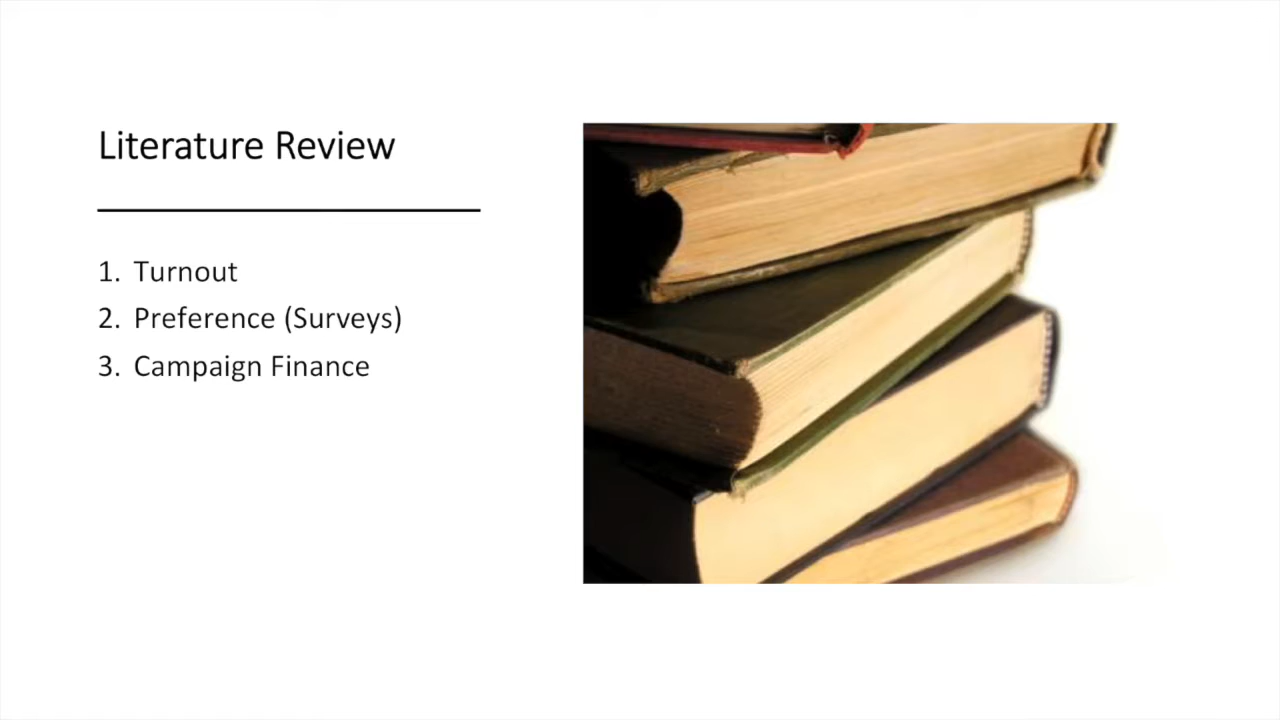 Literature Review
1. Turnout
2. Preference (Surveys)
3. Campaign Finance